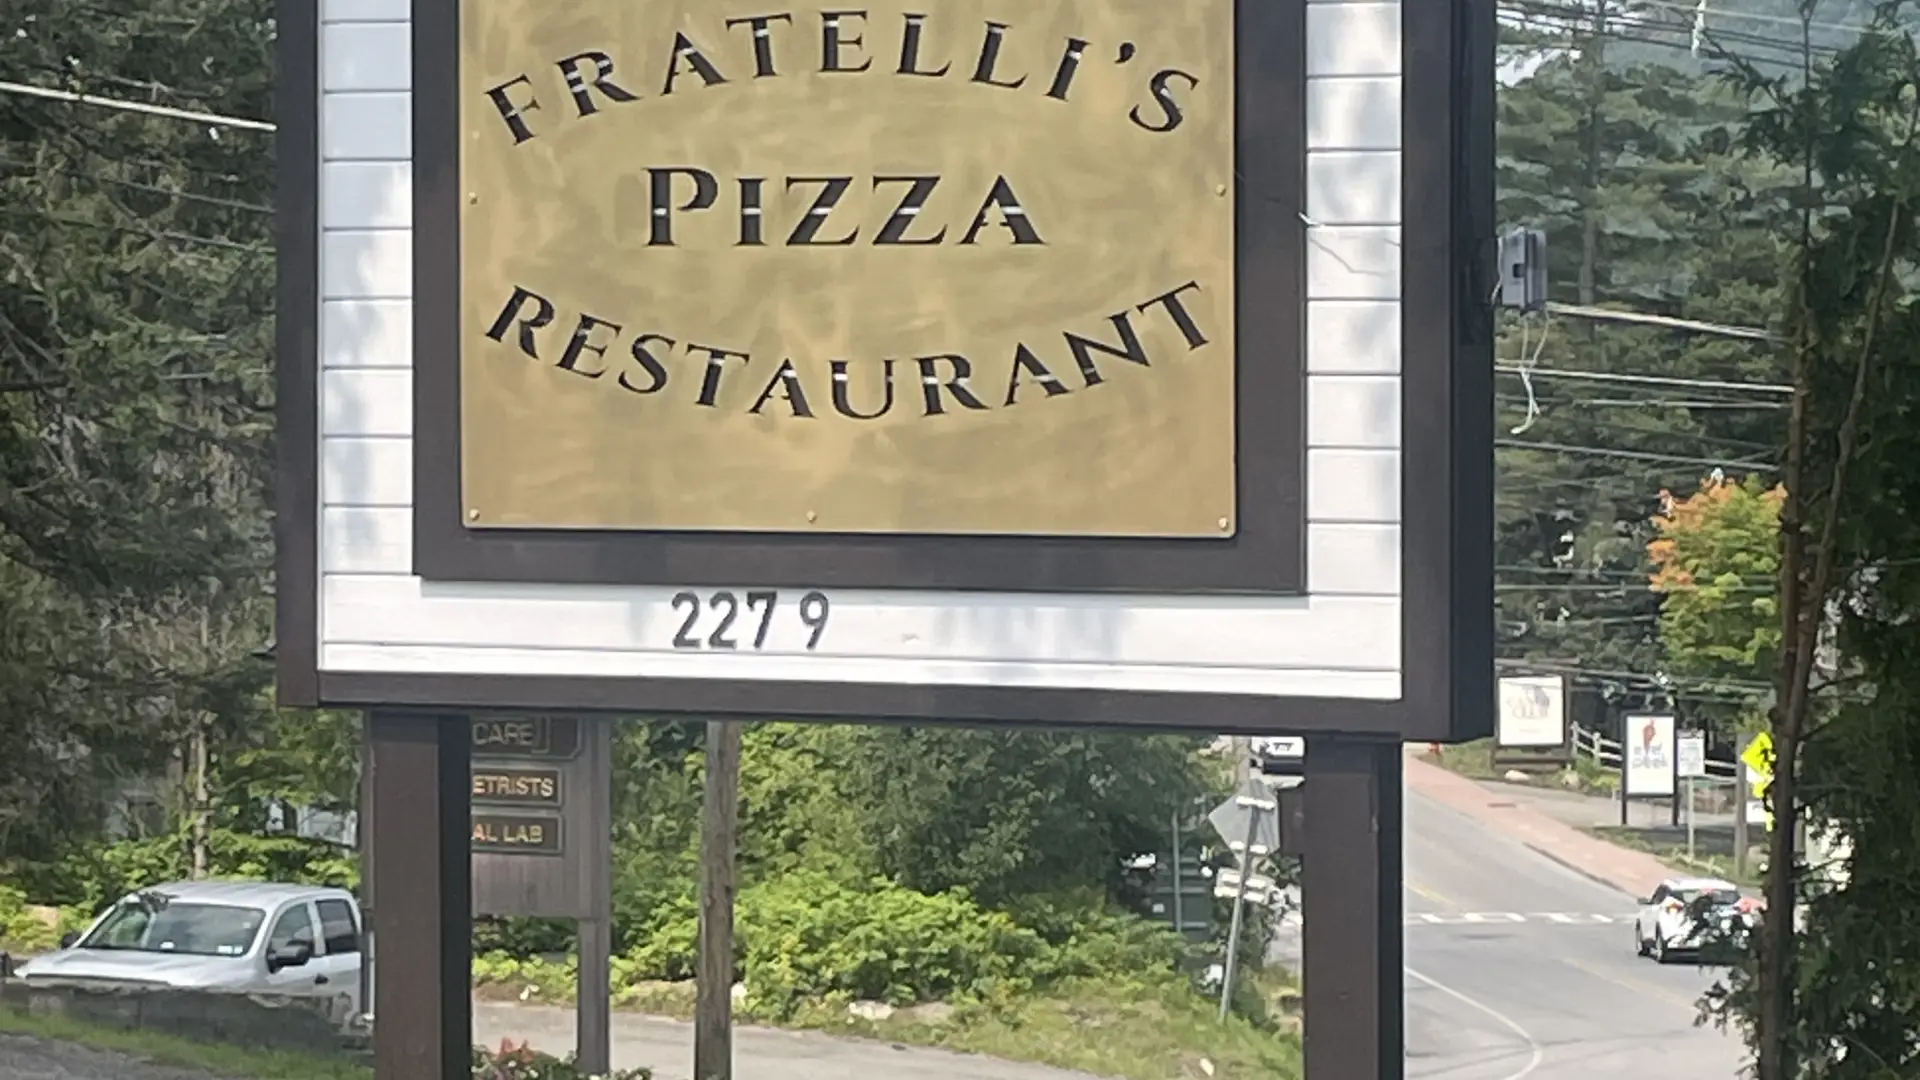 FRATELLI'S
PIZZA
RESTAURANT
2279
CARE
ETRISTS
AL LAB